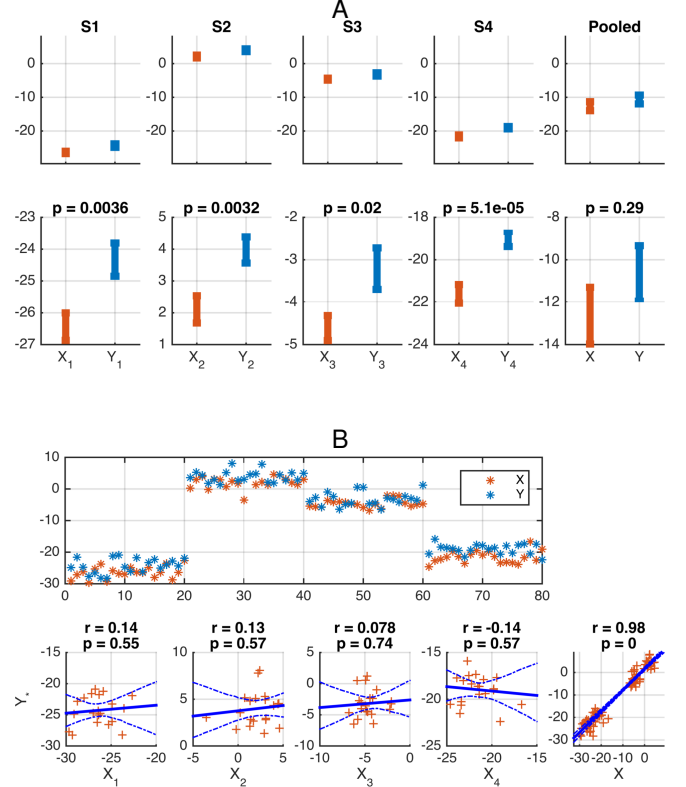 A
S1 S2 S3 S4 Pooled
0 0 0 0 0
-10 -10 -10 -10 -10
-20 -20 -20 -20 -20
p = 0.0036 p = 0.0032 p = 0.02 p = 5.1e-05 p = 0.29
-23 5 -2 -18 -8
-24 4 -3 -20 -10
-25 3 -4 -22 -12
-26 2 -5 -24 -14
-27 1
X1 Y1 X2 Y2 X3 Y3 X4 Y4 X Y
B
10
0
-10
-20
-30
X
Y
0 10 20 30 40 50 60 70 80
r = 0.14 r = 0.13 r = 0.078 r = -0.14 r = 0.98
p = 0.55 p = 0.57 p = 0.74 p = 0.57 p = 0
Y*
-15 10 5 -15 0
-20 5 0 -20 -10
-25 0 -5 -25 -20
-30 -10 -30
-30 -25 -20 -5 0 5 -10 -5 0 -25 -20 -15 -30 -20 -10 0
X1 X2 X3 X4 X